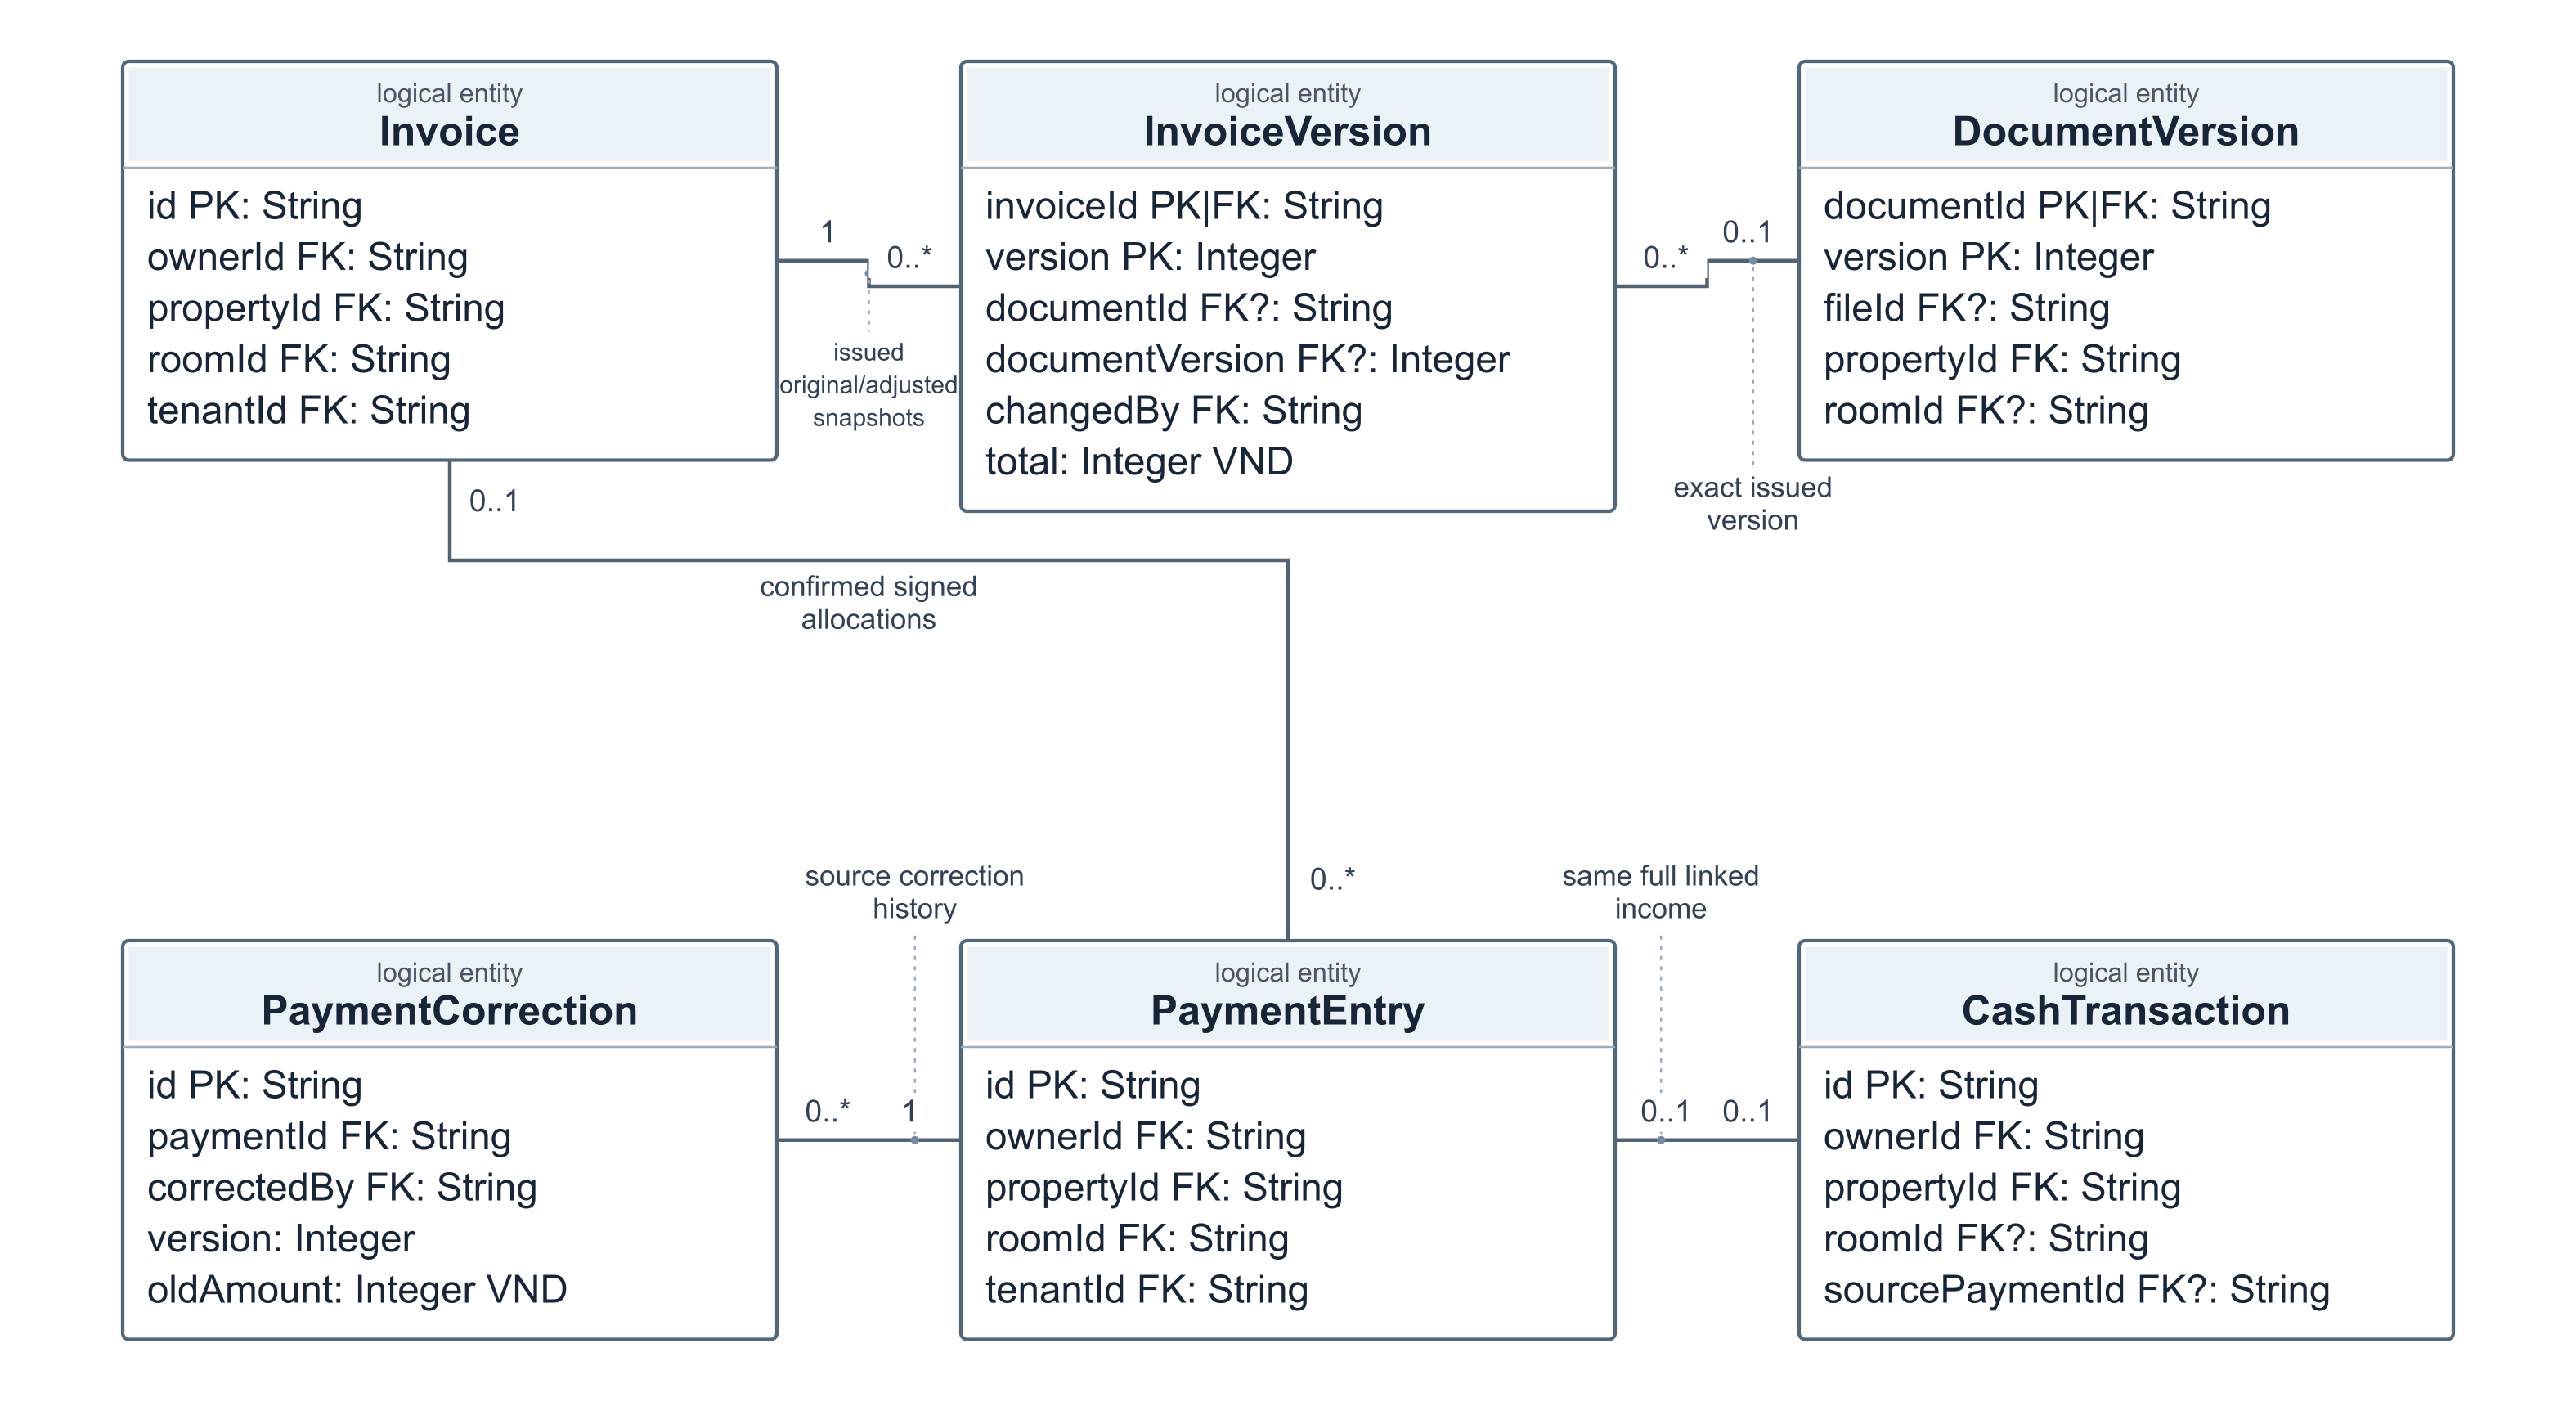 logical entity
Invoice
id PK: String
ownerId FK: String
propertyId FK: String
roomId FK: String
tenantId FK: String
1
0..*
issued
original/adjusted
snapshots
logical entity
InvoiceVersion
invoiceId PK|FK: String
version PK: Integer
documentId FK?: String
documentVersion FK?: Integer
changedBy FK: String
total: Integer VND
0..*
0..1
exact issued
version
logical entity
DocumentVersion
documentId PK|FK: String
version PK: Integer
fileId FK?: String
propertyId FK: String
roomId FK?: String
0..1
confirmed signed
allocations
0..*
source correction
history
same full linked
income
logical entity
PaymentCorrection
id PK: String
paymentId FK: String
correctedBy FK: String
version: Integer
oldAmount: Integer VND
0..*
1
logical entity
PaymentEntry
id PK: String
ownerId FK: String
propertyId FK: String
roomId FK: String
tenantId FK: String
0..1
0..1
logical entity
CashTransaction
id PK: String
ownerId FK: String
propertyId FK: String
roomId FK?: String
sourcePaymentId FK?: String